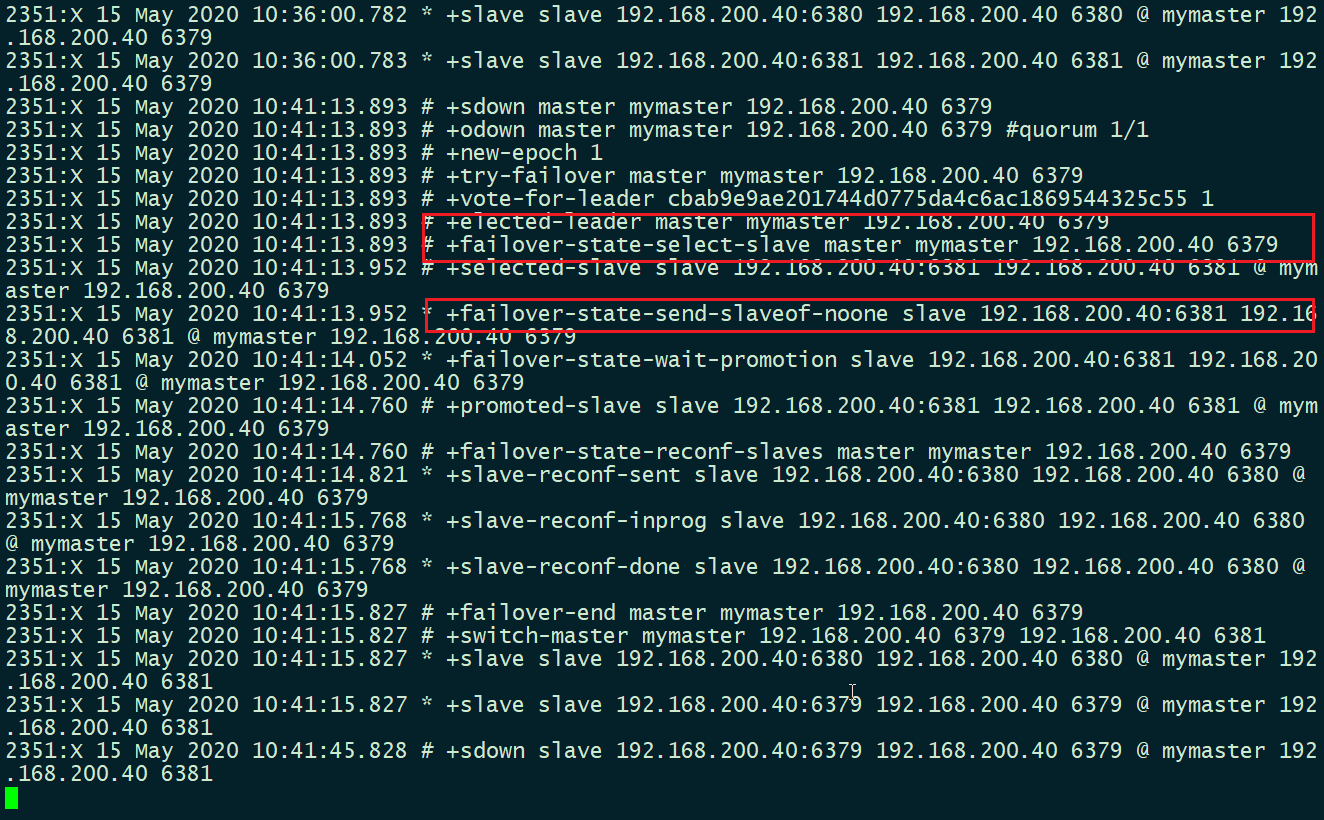 2351:X 15 May 2020 10:36:00.782 * +slave slave 192.168.200.40:6380 192.168.200.40 6380 @ mymaster 192
.168.200.40 6379
2351:X 15 May 2020 10:36:00.783 * +slave slave 192.168.200.40:6381 192.168.200.40 6381 @ mymaster 192
.168.200.40 6379
2351:X 15 May 2020 10:41:13.893 # +sdown master mymaster 192.168.200.40 6379
2351:X 15 May 2020 10:41:13.893 # +odown master mymaster 192.168.200.40 6379 #quorum 1/1
2351:X 15 May 2020 10:41:13.893 # +new-epoch 1
2351:X 15 May 2020 10:41:13.893 # +try-failover master mymaster 192.168.200.40 6379
2351:X 15 May 2020 10:41:13.893 # +vote-for-leader cbab9e9ae201744d0775da4c6ac1869544325c55 1
2351:X 15 May 2020 10:41:13.893 # +elected-leader master mymaster 192.168.200.40 6379
2351:X 15 May 2020 10:41:13.893 # +failover-state-select-slave master mymaster 192.168.200.40 6379
2351:X 15 May 2020 10:41:13.952 # +selected-slave slave 192.168.200.40:6381 192.168.200.40 6381 @ mym
aster 192.168.200.40 6379
2351:X 15 May 2020 10:41:13.952 * +failover-state-send-slaveof-noone slave 192.168.200.40:6381 192.16
8.200.40 6381 @ mymaster 192.168.200.40 6379
2351:X 15 May 2020 10:41:14.052 * +failover-state-wait-promotion slave 192.168.200.40:6381 192.168.20
0.40 6381 @ mymaster 192.168.200.40 6379
2351:X 15 May 2020 10:41:14.760 # +promoted-slave slave 192.168.200.40:6381 192.168.200.40 6381 @ mym
aster 192.168.200.40 6379
2351:X 15 May 2020 10:41:14.760 # +failover-state-reconf-slaves master mymaster 192.168.200.40 6379
2351:X 15 May 2020 10:41:14.821 * +slave-reconf-sent slave 192.168.200.40:6380 192.168.200.40 6380 @
mymaster 192.168.200.40 6379
2351:X 15 May 2020 10:41:15.768 * +slave-reconf-inprog slave 192.168.200.40:6380 192.168.200.40 6380
@ mymaster 192.168.200.40 6379
2351:X 15 May 2020 10:41:15.768 * +slave-reconf-done slave 192.168.200.40:6380 192.168.200.40 6380 @
mymaster 192.168.200.40 6379
2351:X 15 May 2020 10:41:15.827 # +failover-end master mymaster 192.168.200.40 6379
2351:X 15 May 2020 10:41:15.827 # +switch-master mymaster 192.168.200.40 6379 192.168.200.40 6381
2351:X 15 May 2020 10:41:15.827 * +slave slave 192.168.200.40:6380 192.168.200.40 6380 @ mymaster 192
.168.200.40 6381
2351:X 15 May 2020 10:41:15.827 * +slave slave 192.168.200.40:6379 192.168.200.40 6379 @ mymaster 192
.168.200.40 6381
2351:X 15 May 2020 10:41:45.828 # +sdown slave 192.168.200.40:6379 192.168.200.40 6379 @ mymaster 192
.168.200.40 6381